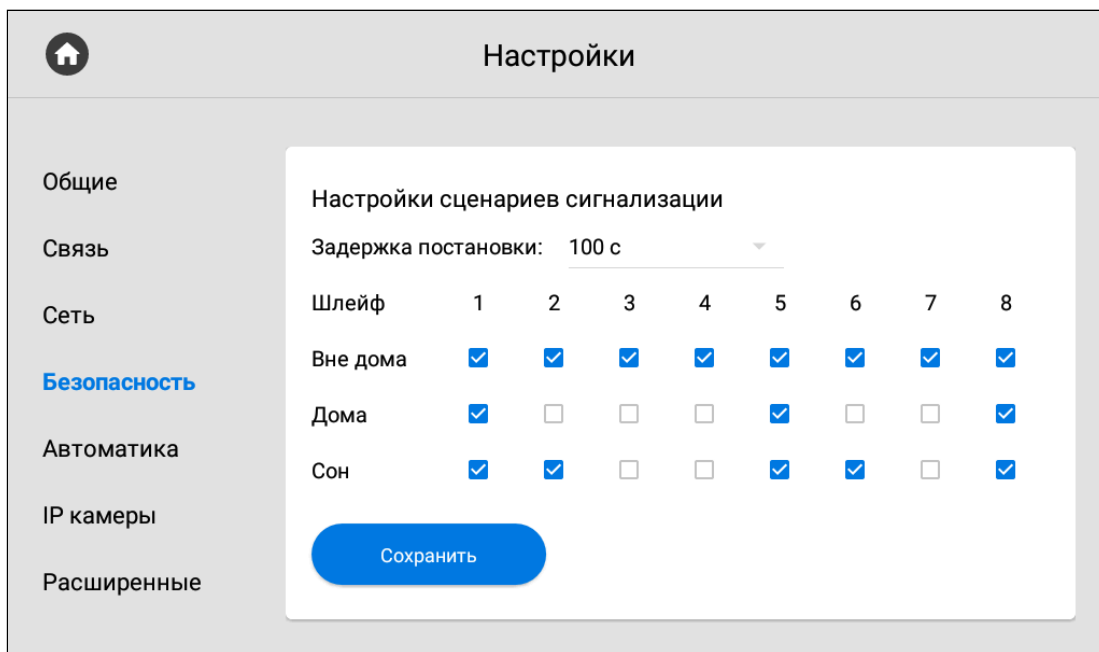 Настройки
Общие
Связь
Сеть
Безопасность
Автоматика
IP камеры
Расширенные
Настройки сценариев сигнализации
Задержка постановки: 100 с
Шлейф 1 2 3 4 5 6 7 8
Вне дома
Дома
Сон
Сохранить